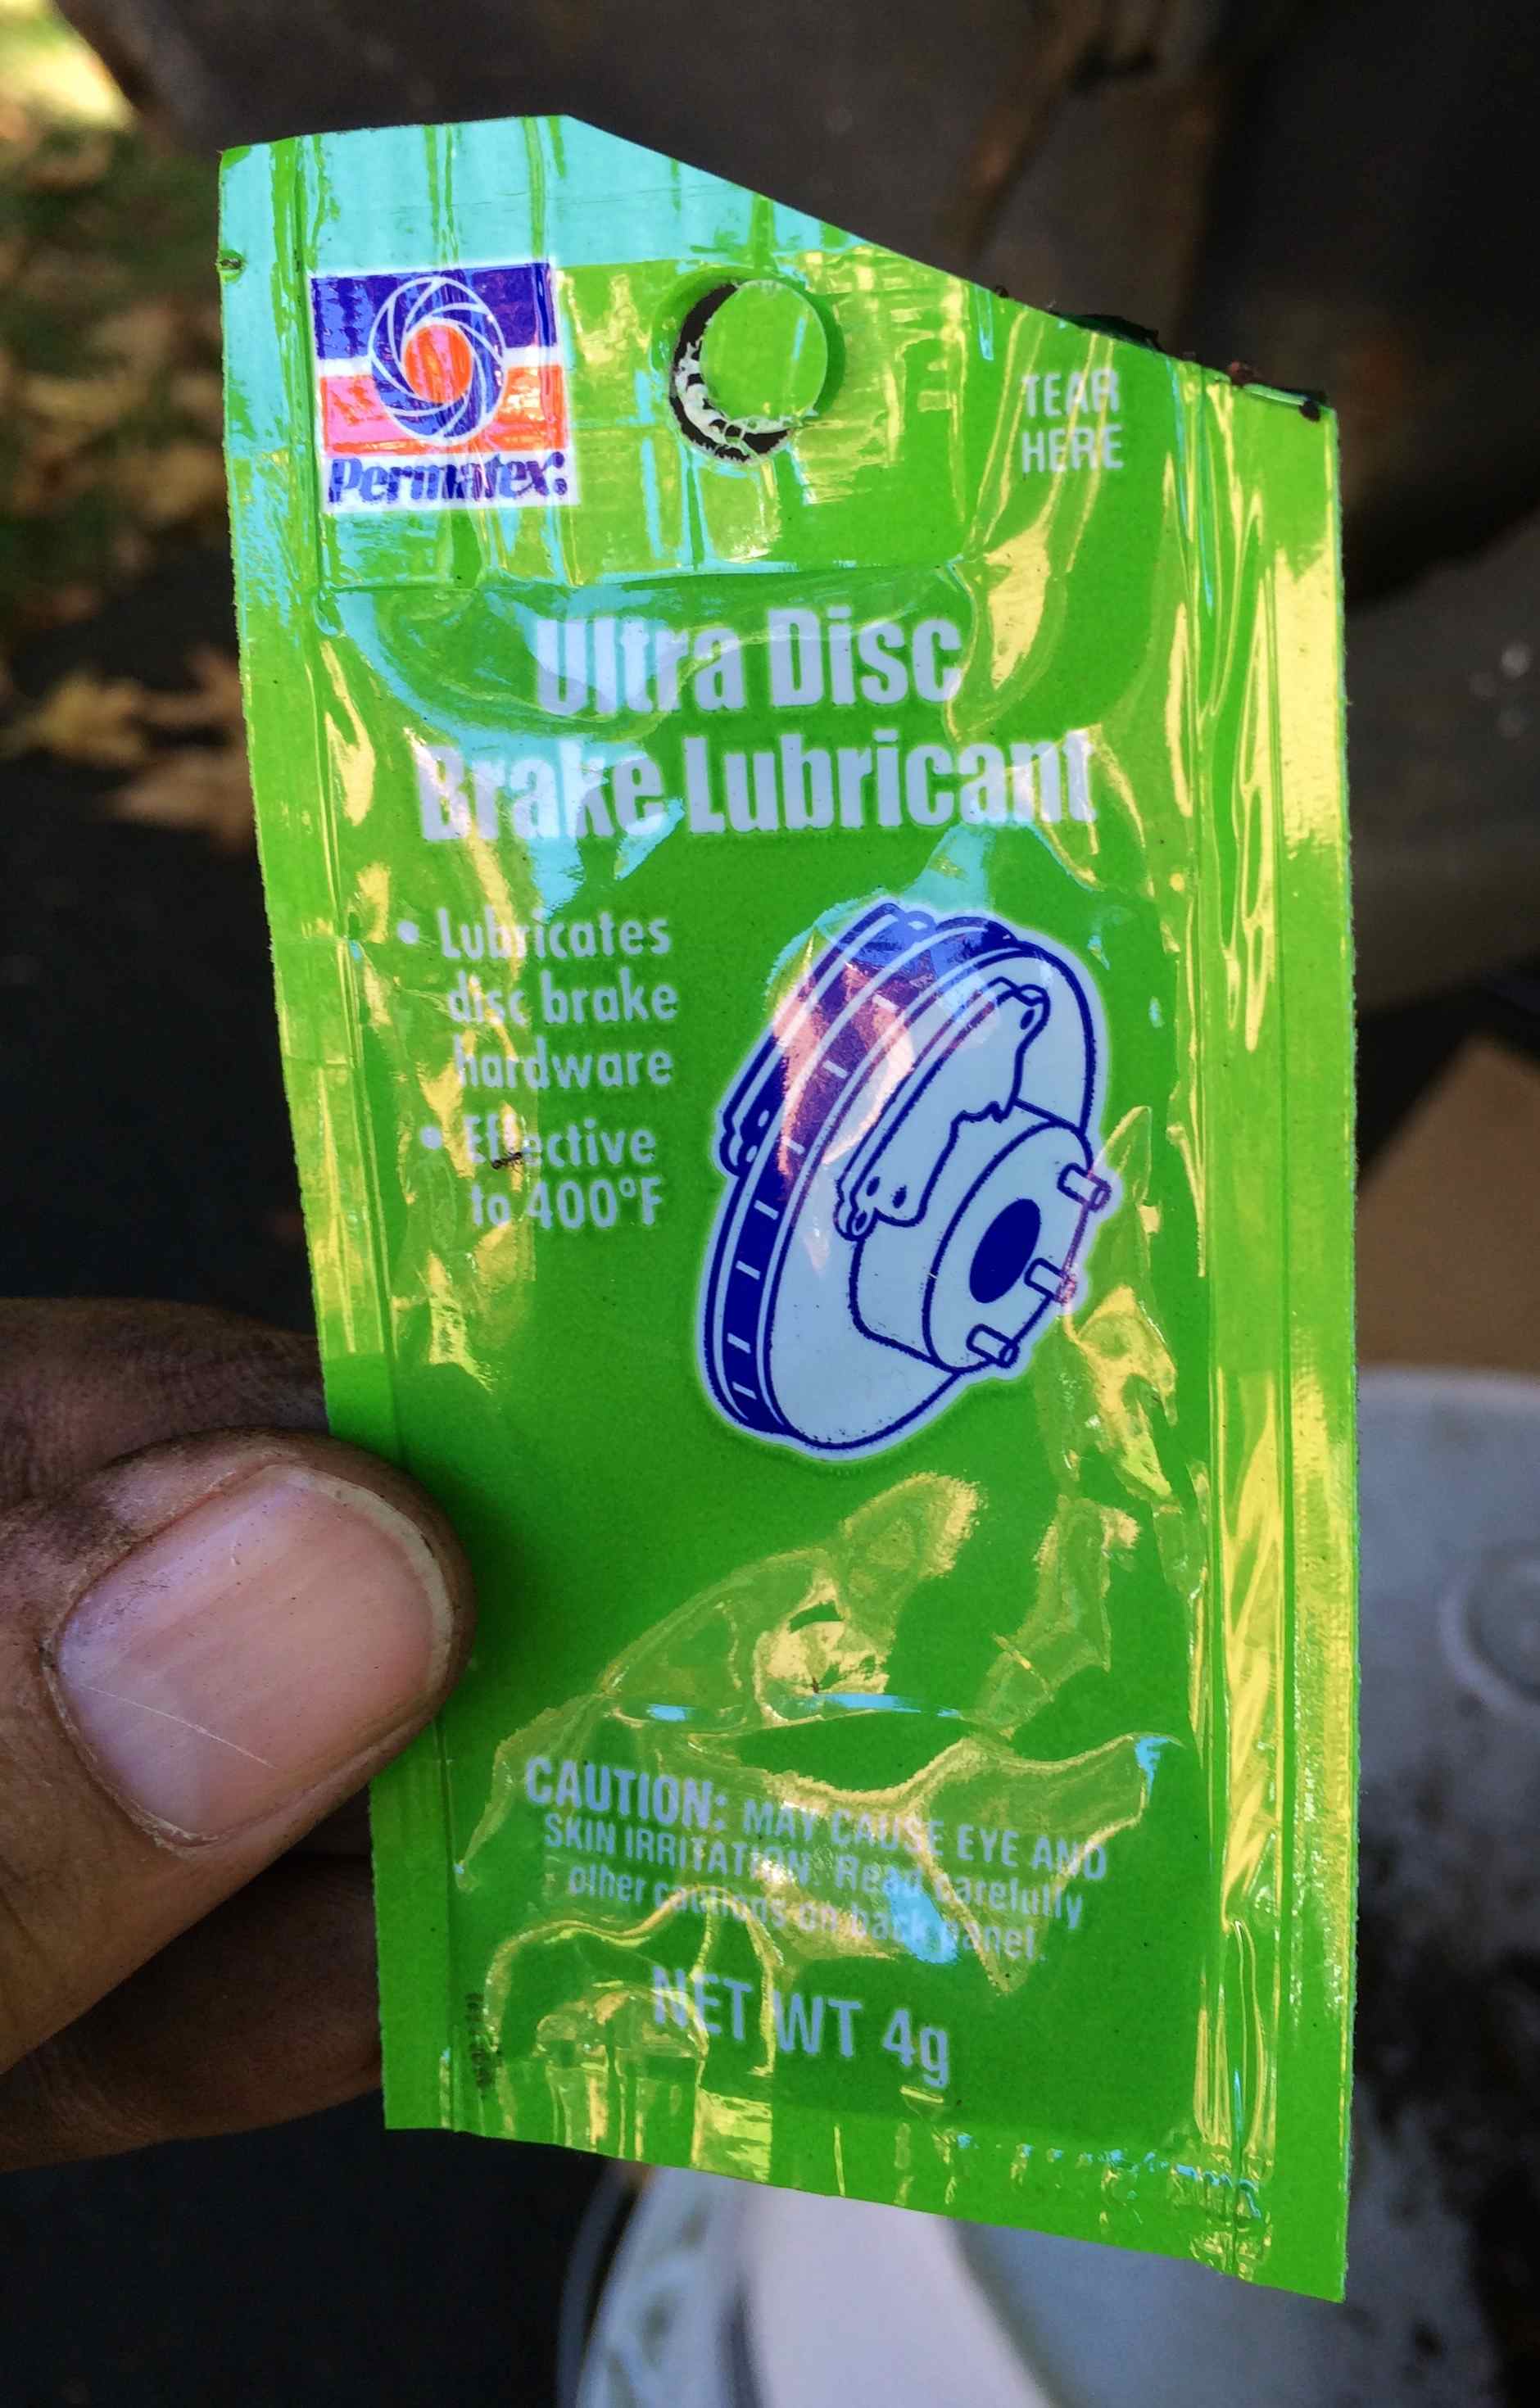 Permatex®
TEAR
HERE
Ultra Disc
Brake Lubricant
• Lubricates
disc brake
hardware
• Effective
to 400°F
CAUTION: MAY CAUSE EYE AND
SKIN IRRITATION. Read carefully
other cautions on back panel.
NET WT 4g